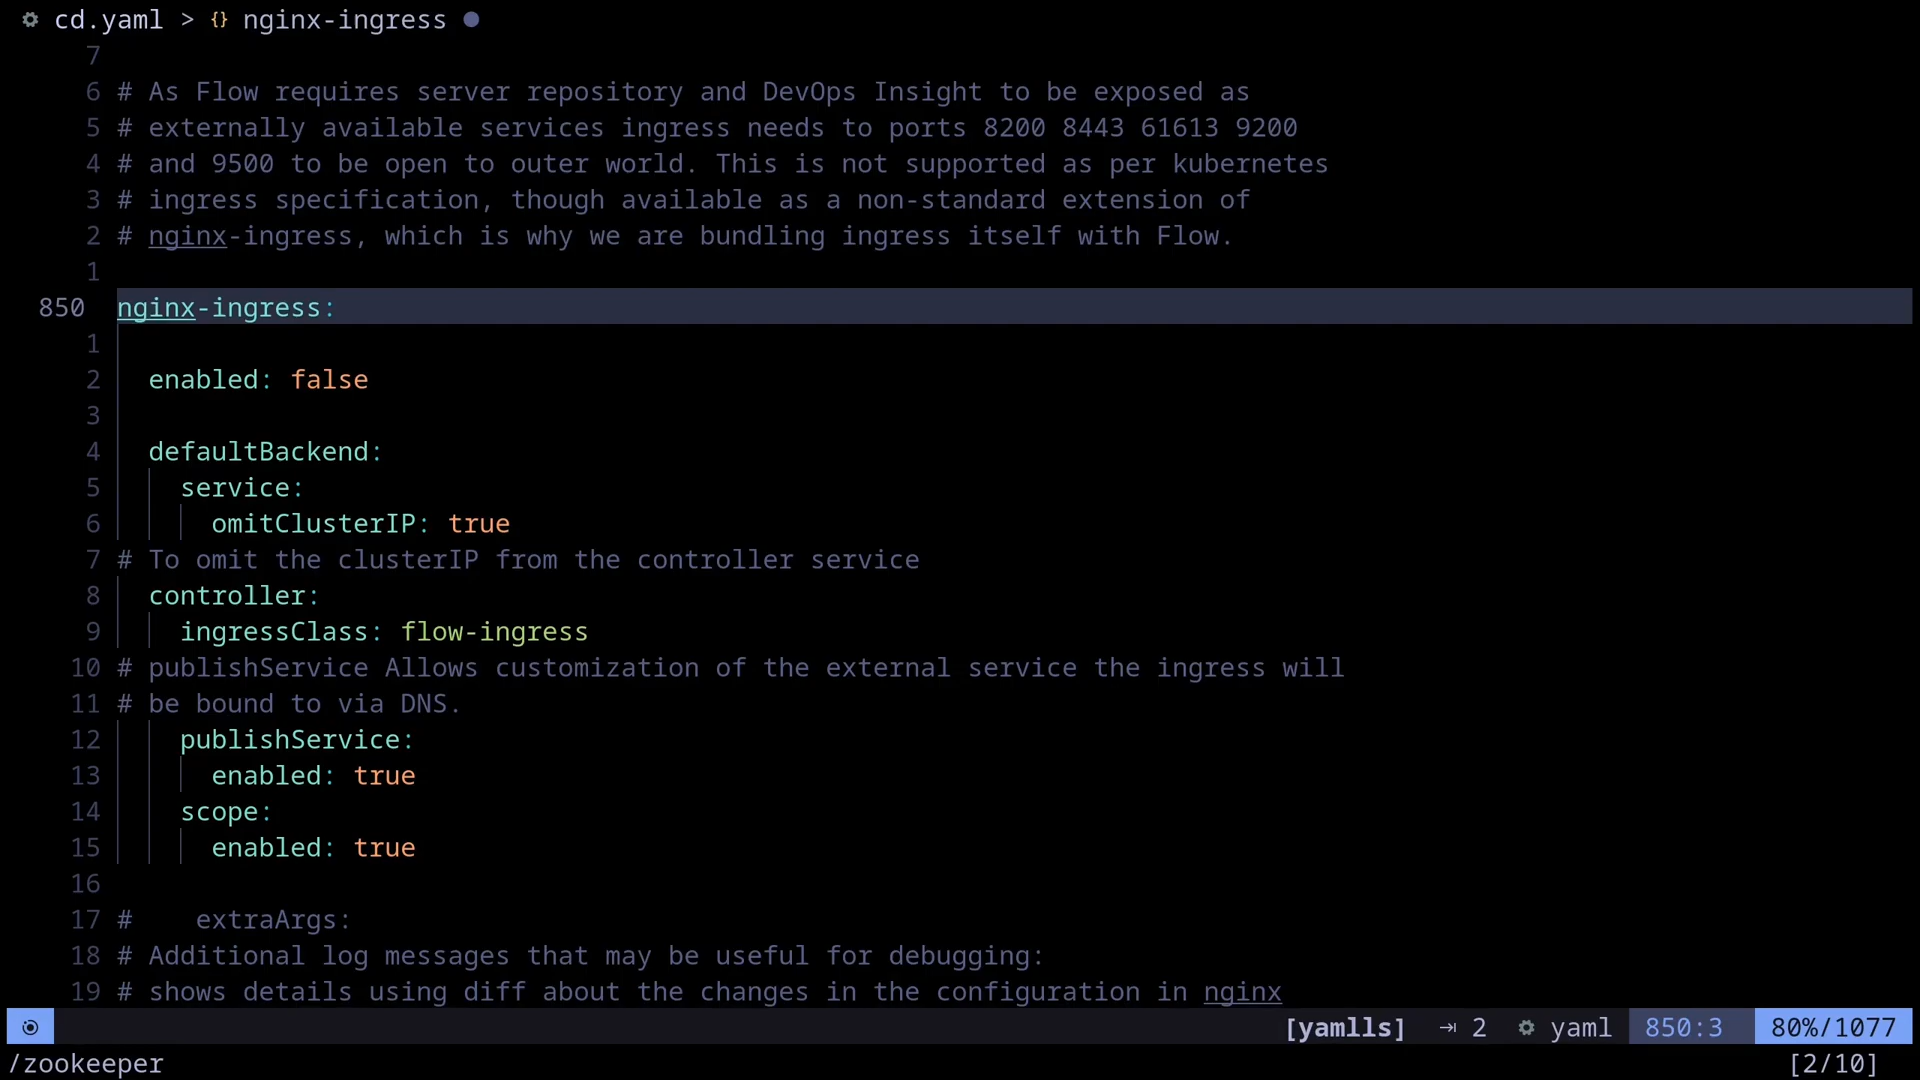 cd.yaml > {} nginx-ingress ●
7
6 # As Flow requires server repository and DevOps Insight to be exposed as
5 # externally available services ingress needs to ports 8200 8443 61613 9200
4 # and 9500 to be open to outer world. This is not supported as per kubernetes
3 # ingress specification, though available as a non-standard extension of
2 # nginx-ingress, which is why we are bundling ingress itself with Flow.
1
850 nginx-ingress:
1
2 enabled: false
3
4 defaultBackend:
5 service:
6 omitClusterIP: true
7 # To omit the clusterIP from the controller service
8 controller:
9 ingressClass: flow-ingress
10 # publishService Allows customization of the external service the ingress will
11 # be bound to via DNS.
12 publishService:
13 enabled: true
14 scope:
15 enabled: true
16
17 #    extraArgs:
18 # Additional log messages that may be useful for debugging:
19 # shows details using diff about the changes in the configuration in nginx
[yamlls] ⇥ 2 yaml 850:3 80%/1077
/zookeeper [2/10]